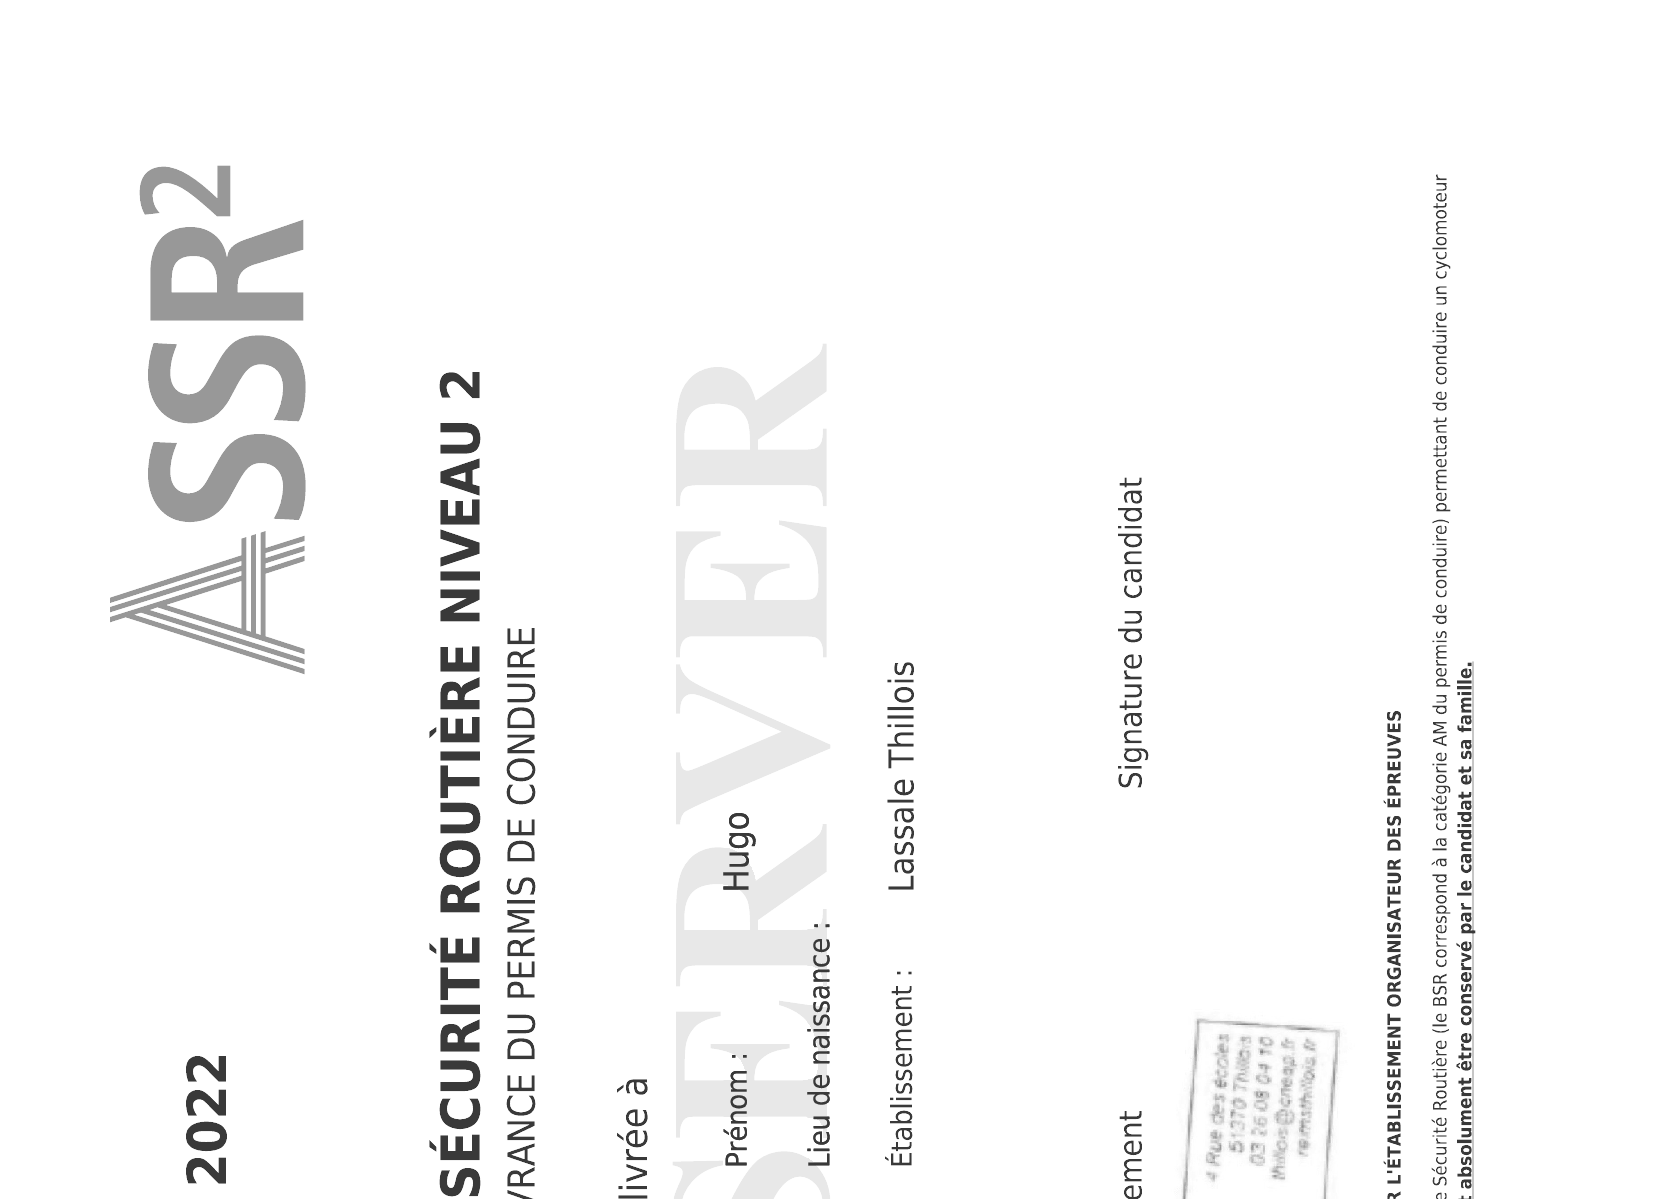 ASSR2
2022
SÉCURITÉ ROUTIÈRE NIVEAU 2
VRANCE DU PERMIS DE CONDUIRE
livrée à
SERVER
Prénom : Hugo
Lieu de naissance :
Établissement : Lassale Thillois
ement Signature du candidat
4 Rue des écoles
51370 Thillois
03 26 08 04 10
thillois@cneap.fr
reimsthillois.fr
R L'ÉTABLISSEMENT ORGANISATEUR DES ÉPREUVES
e Sécurité Routière (le BSR correspond à la catégorie AM du permis de conduire) permettant de conduire un cyclomoteur
t absolument être conservé par le candidat et sa famille.